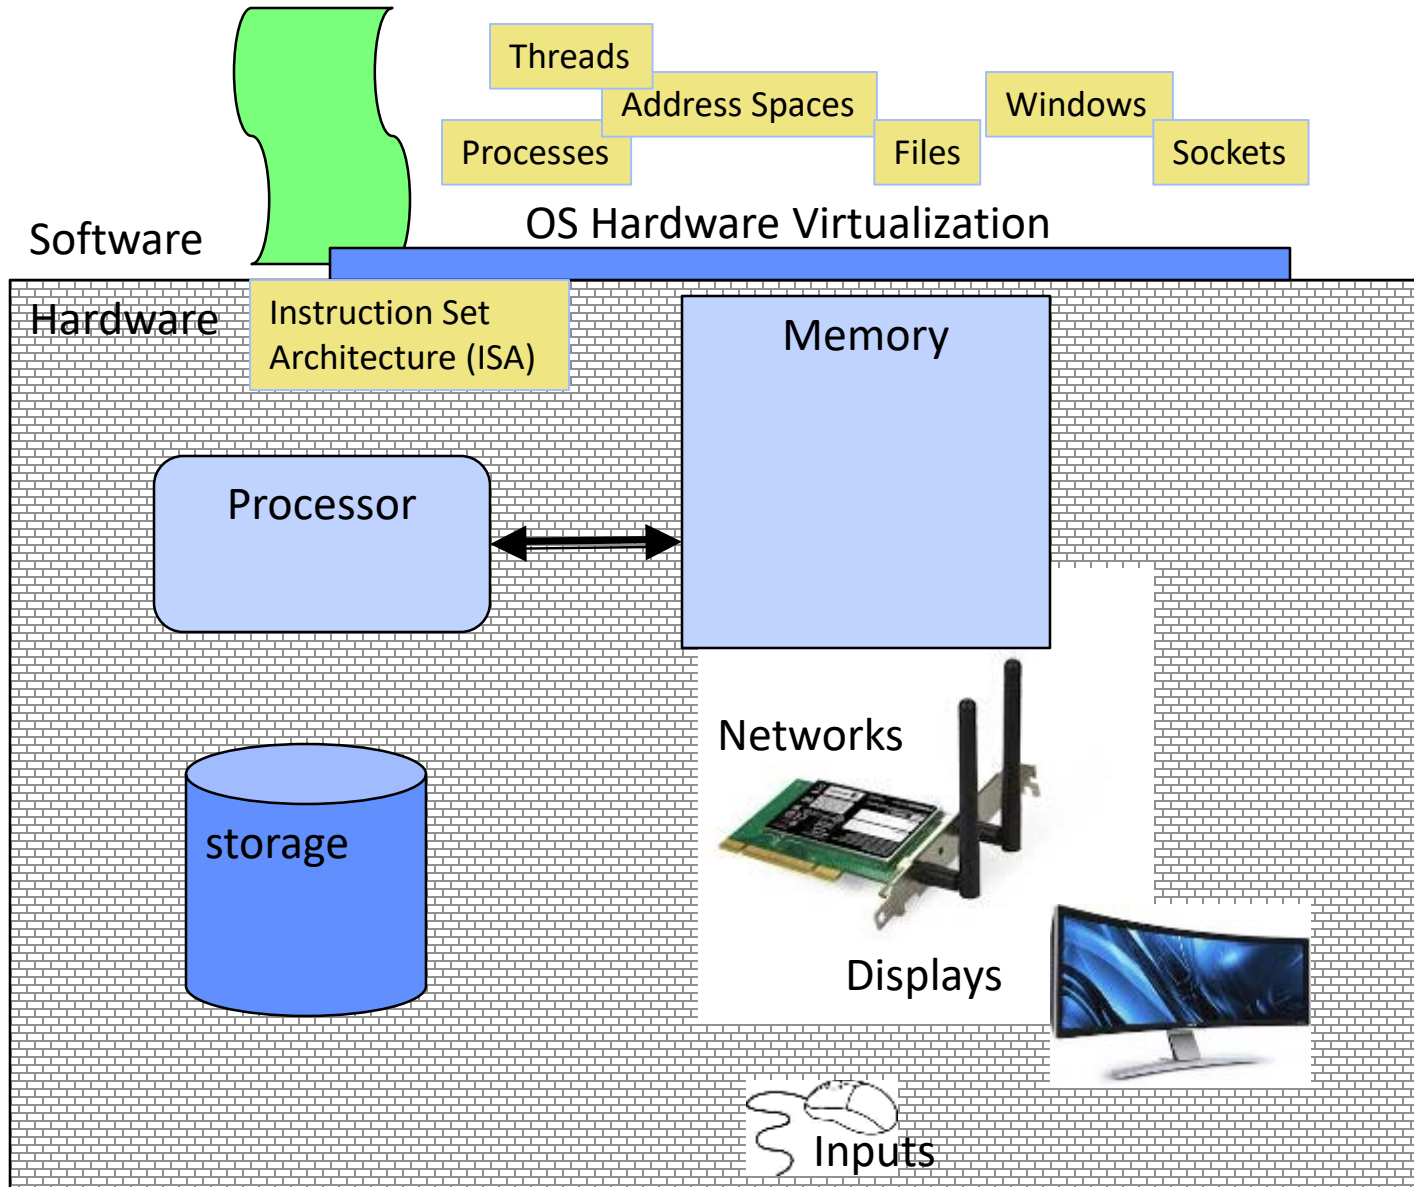 Threads
Address Spaces
Windows
Processes
Files
Sockets
OS Hardware Virtualization
Software
Hardware
Instruction Set
Architecture (ISA)
Memory
Processor
Networks
storage
Displays
Inputs